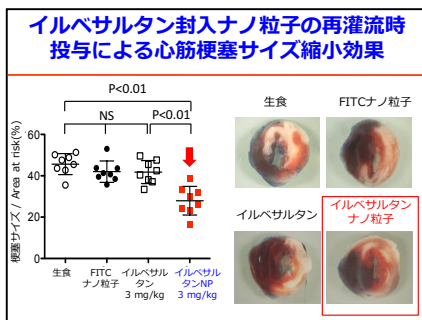 イルベサルタン封入ナノ粒子の再灌流時
投与による心筋梗塞サイズ縮小効果
P<0.01
NS
P<0.01
梗塞サイズ / Area at risk(%)
60
40
20
0
生食
FITC
ナノ粒子
イルベサル
タン
3 mg/kg
イルベサル
タンNP
3 mg/kg
生食
FITCナノ粒子
イルベサルタン
イルベサルタン
ナノ粒子